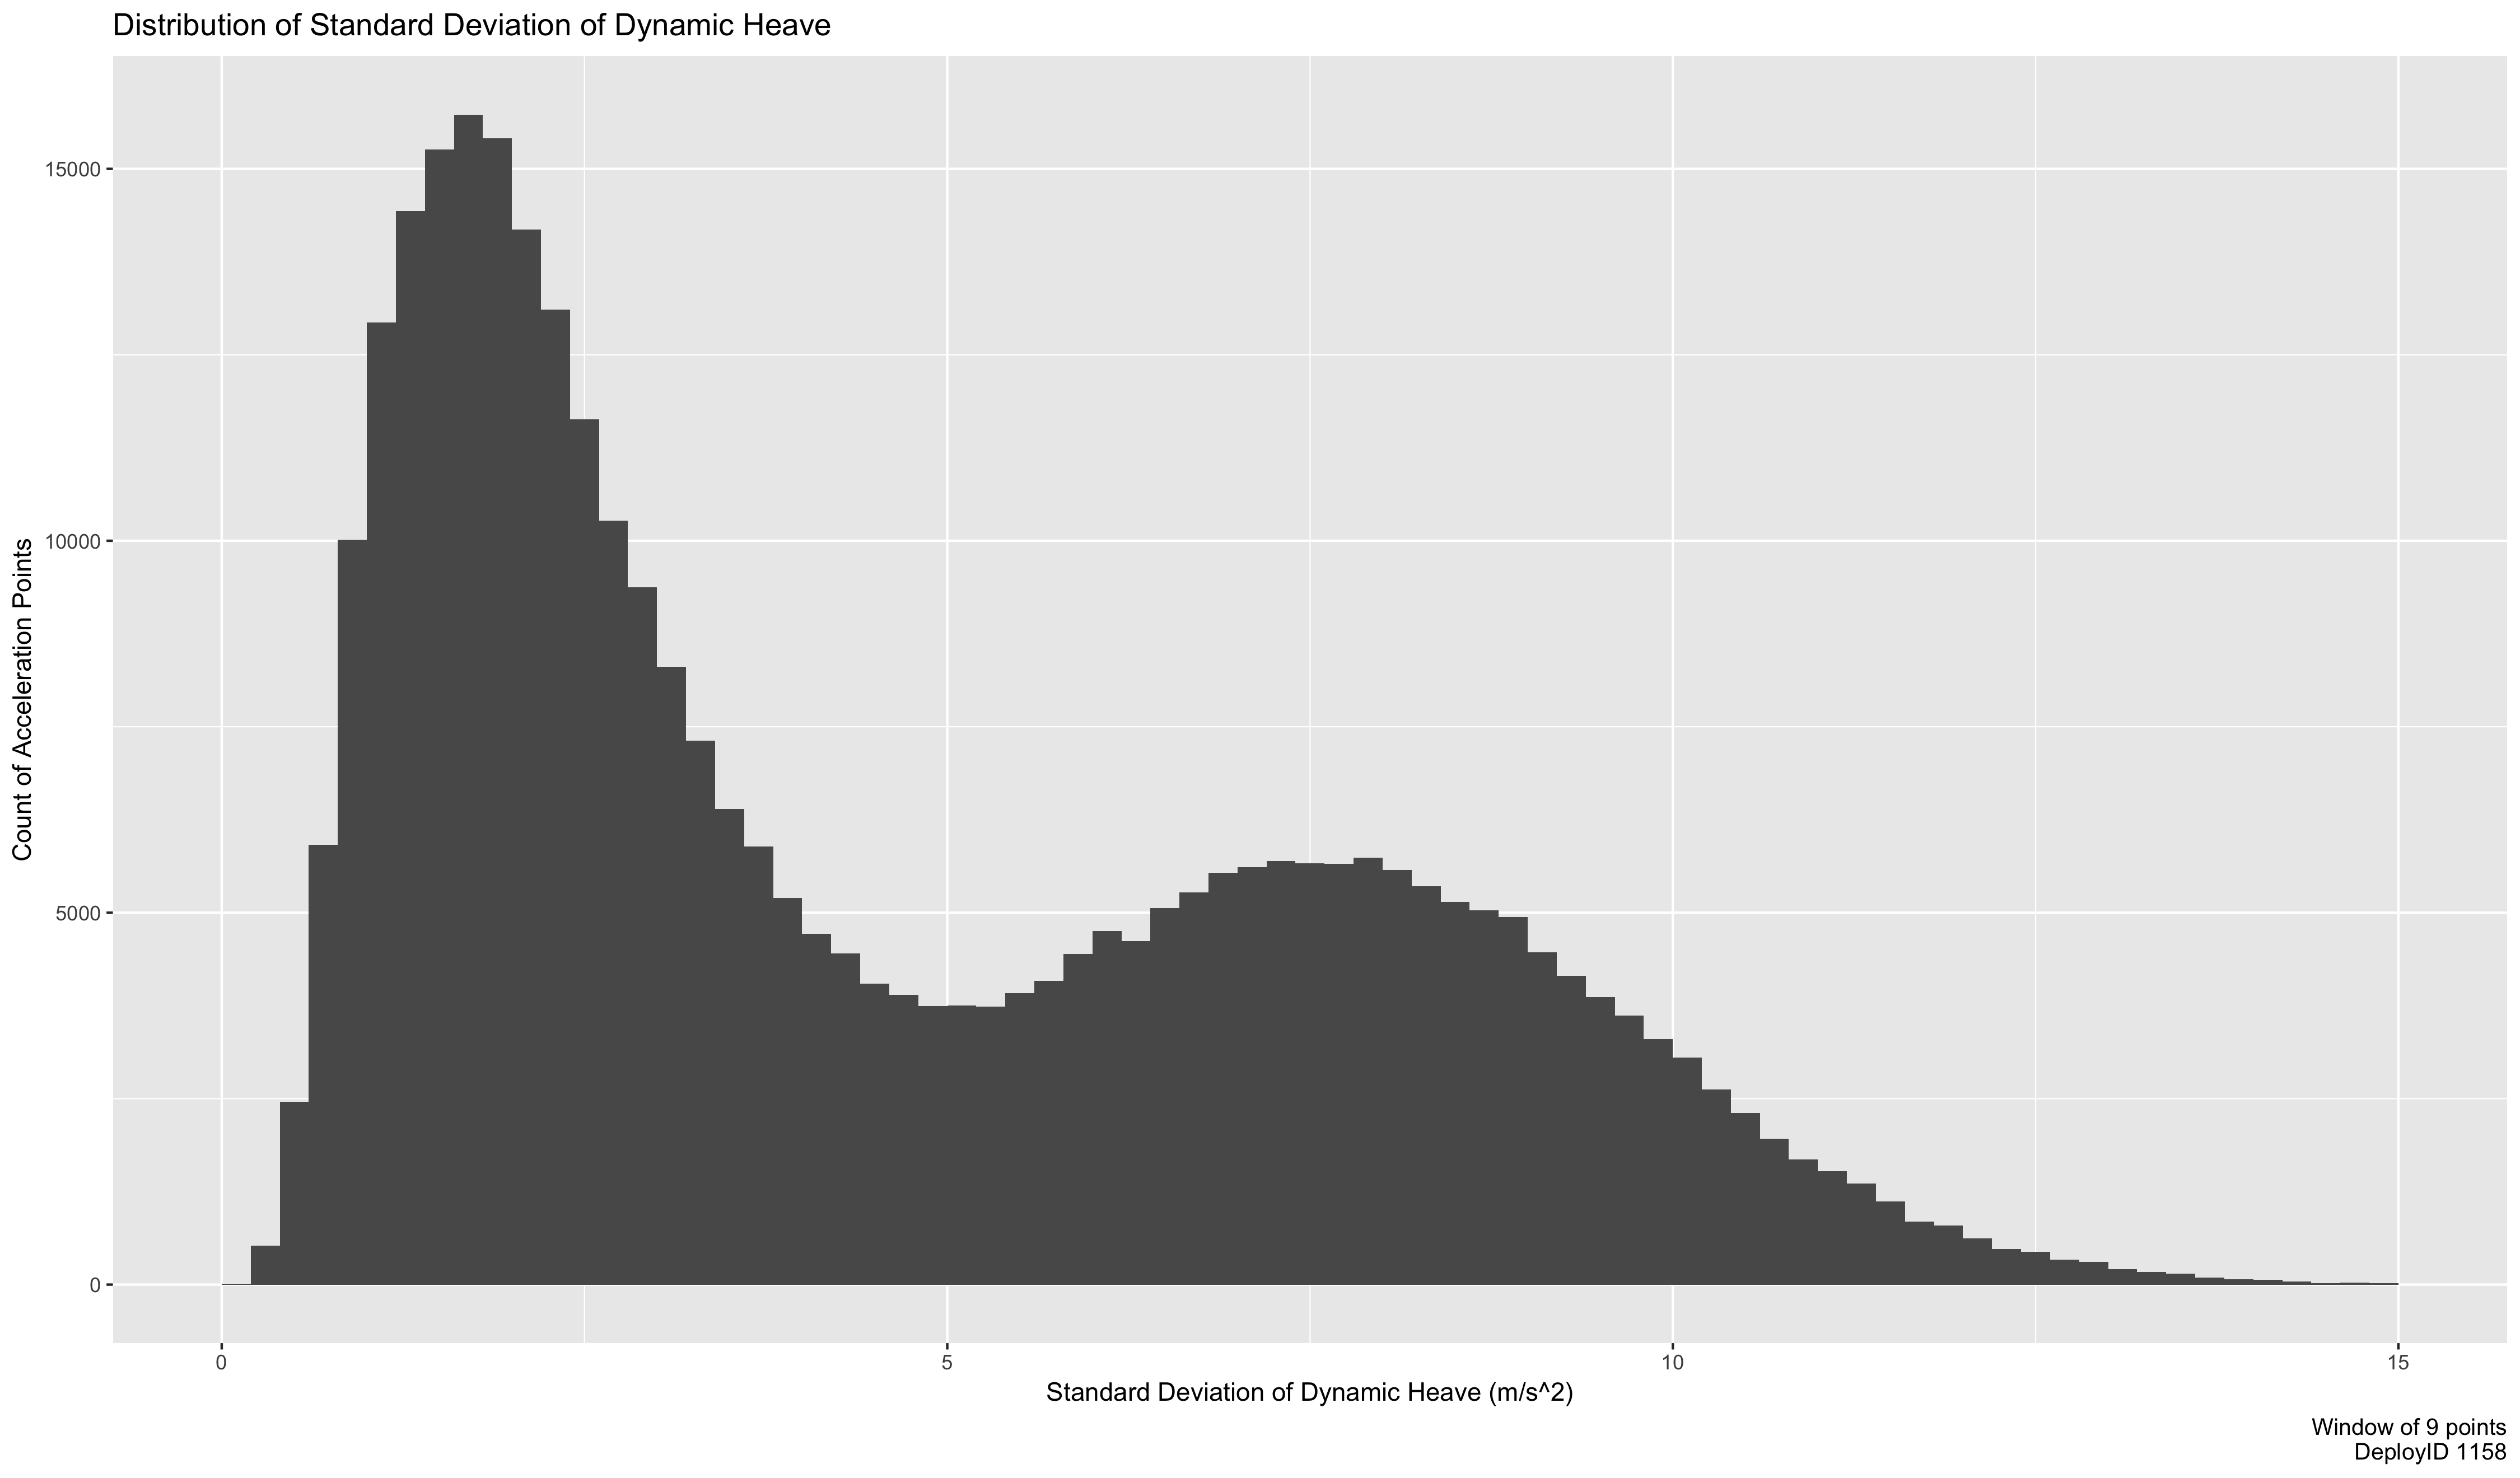 Distribution of Standard Deviation of Dynamic Heave
Count of Acceleration Points
15000
10000
5000
0
0
5
10
15
Standard Deviation of Dynamic Heave (m/s^2)
Window of 9 points
DeployID 1158